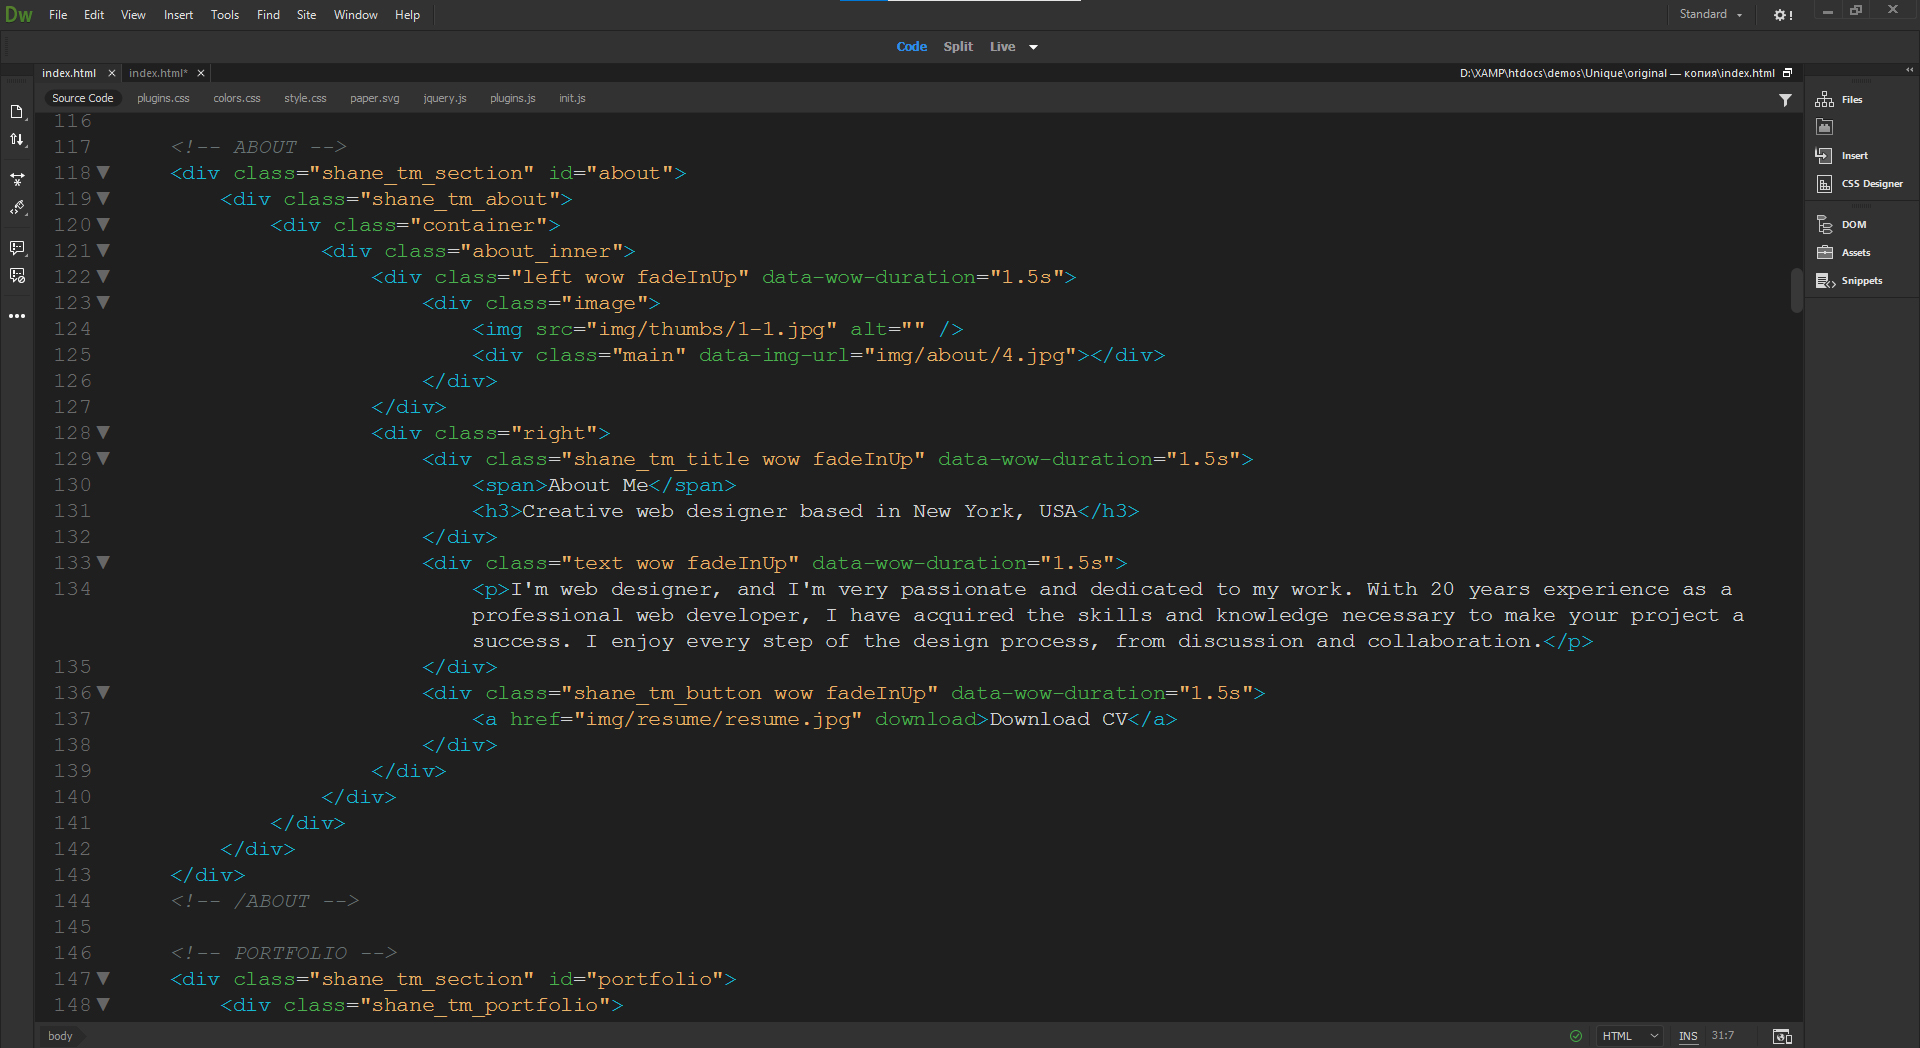 Dw File Edit View Insert Tools Find Site Window Help Standard
Code Split Live
index.html index.html* D:\XAMP\htdocs\demos\Unique\original — копия\index.html
Source Code plugins.css colors.css style.css paper.svg jquery.js plugins.js init.js
116
117 <!-- ABOUT -->
118 <div class="shane_tm_section" id="about">
119 <div class="shane_tm_about">
120 <div class="container">
121 <div class="about_inner">
122 <div class="left wow fadeInUp" data-wow-duration="1.5s">
123 <div class="image">
124 <img src="img/thumbs/1-1.jpg" alt="" />
125 <div class="main" data-img-url="img/about/4.jpg"></div>
126 </div>
127 </div>
128 <div class="right">
129 <div class="shane_tm_title wow fadeInUp" data-wow-duration="1.5s">
130 <span>About Me</span>
131 <h3>Creative web designer based in New York, USA</h3>
132 </div>
133 <div class="text wow fadeInUp" data-wow-duration="1.5s">
134 <p>I'm web designer, and I'm very passionate and dedicated to my work. With 20 years experience as a
professional web developer, I have acquired the skills and knowledge necessary to make your project a
success. I enjoy every step of the design process, from discussion and collaboration.</p>
135 </div>
136 <div class="shane_tm_button wow fadeInUp" data-wow-duration="1.5s">
137 <a href="img/resume/resume.jpg" download>Download CV</a>
138 </div>
139 </div>
140 </div>
141 </div>
142 </div>
143 </div>
144 <!-- /ABOUT -->
145
146 <!-- PORTFOLIO -->
147 <div class="shane_tm_section" id="portfolio">
148 <div class="shane_tm_portfolio">
body HTML INS 31:7
Files
Insert
CSS Designer
DOM
Assets
Snippets